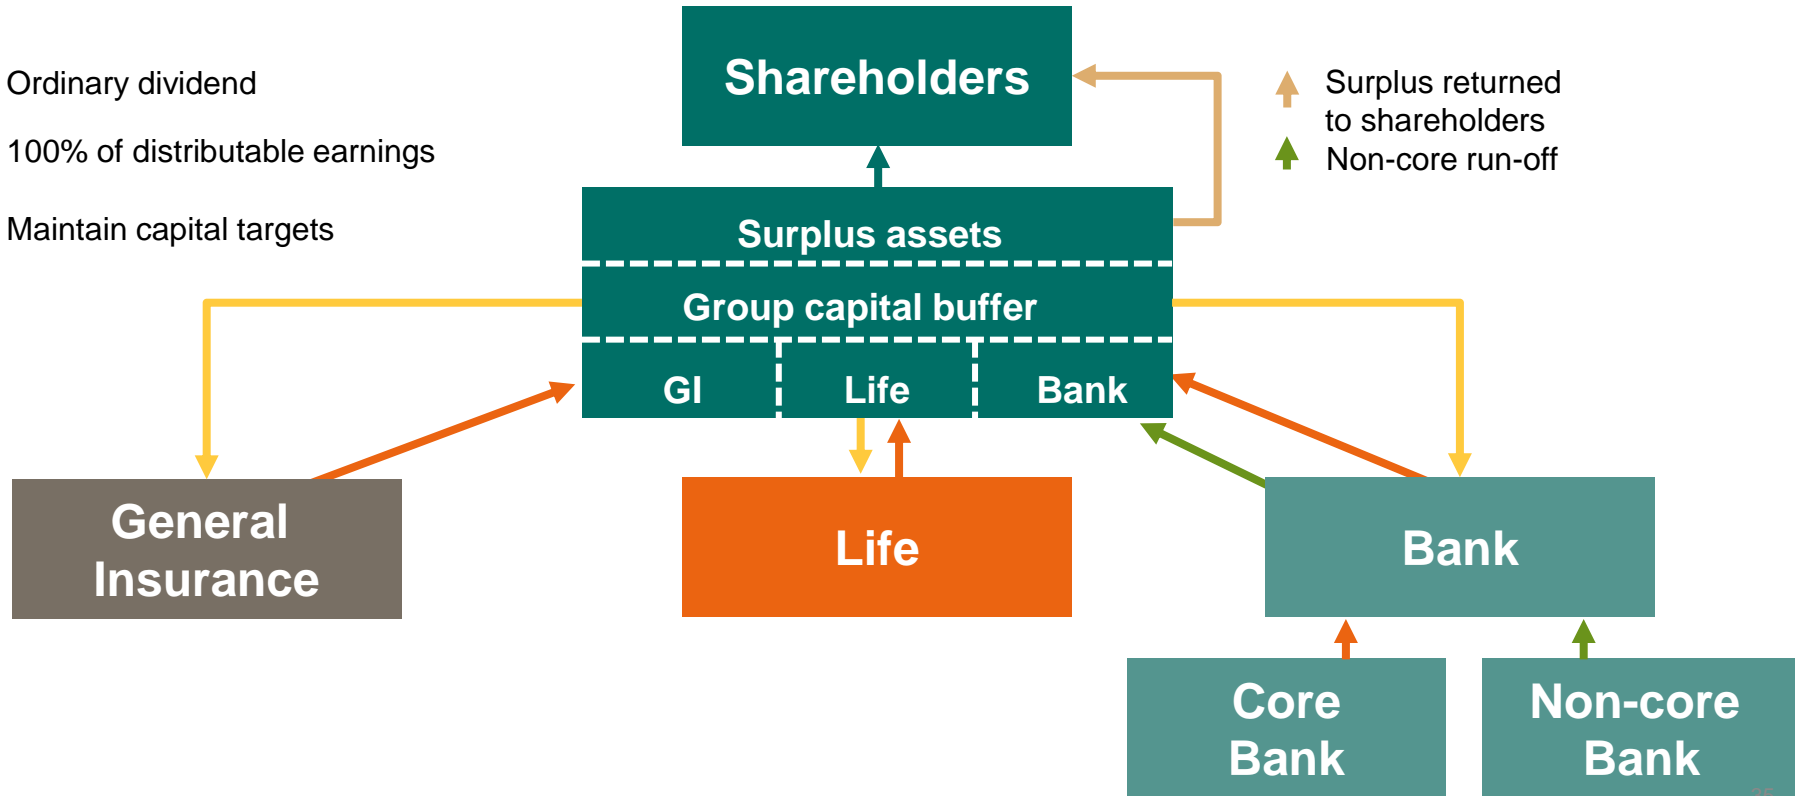 Shareholders
Ordinary dividend
100% of distributable earnings
Maintain capital targets
Surplus returned
to shareholders
Non-core run-off
Surplus assets
Group capital buffer
GI
Life
Bank
General
Insurance
Life
Bank
Core
Bank
Non-core
Bank
35